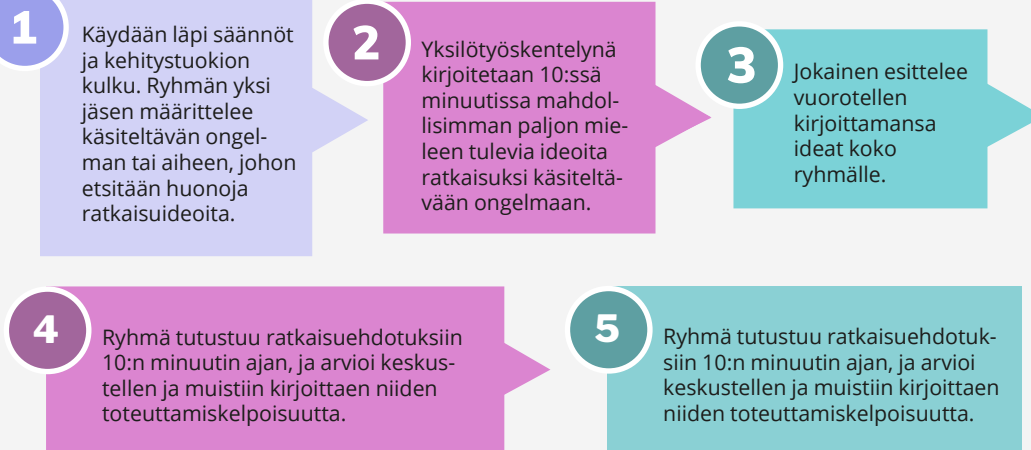 1
Käydään läpi säännöt
ja kehitystuokion
kulku. Ryhmän yksi
jäsen määrittelee
käsiteltävän ongel-
man tai aiheen, johon
etsitään huonoja
ratkaisuideoita.
2
Yksilötyöskentelynä
kirjoitetaan 10:ssä
minuutissa mahdol-
lisimman paljon mie-
leen tulevia ideoita
ratkaisuksi käsiteltä-
vään ongelmaan.
3
Jokainen esittelee
vuorotellen
kirjoittamansa
ideat koko
ryhmälle.
4
Ryhmä tutustuu ratkaisuehdotuksiin
10:n minuutin ajan, ja arvioi keskus-
tellen ja muistiin kirjoittaen niiden
toteuttamiskelpoisuutta.
5
Ryhmä tutustuu ratkaisuehdotuk-
siin 10:n minuutin ajan, ja arvioi
keskustellen ja muistiin kirjoittaen
niiden toteuttamiskelpoisuutta.